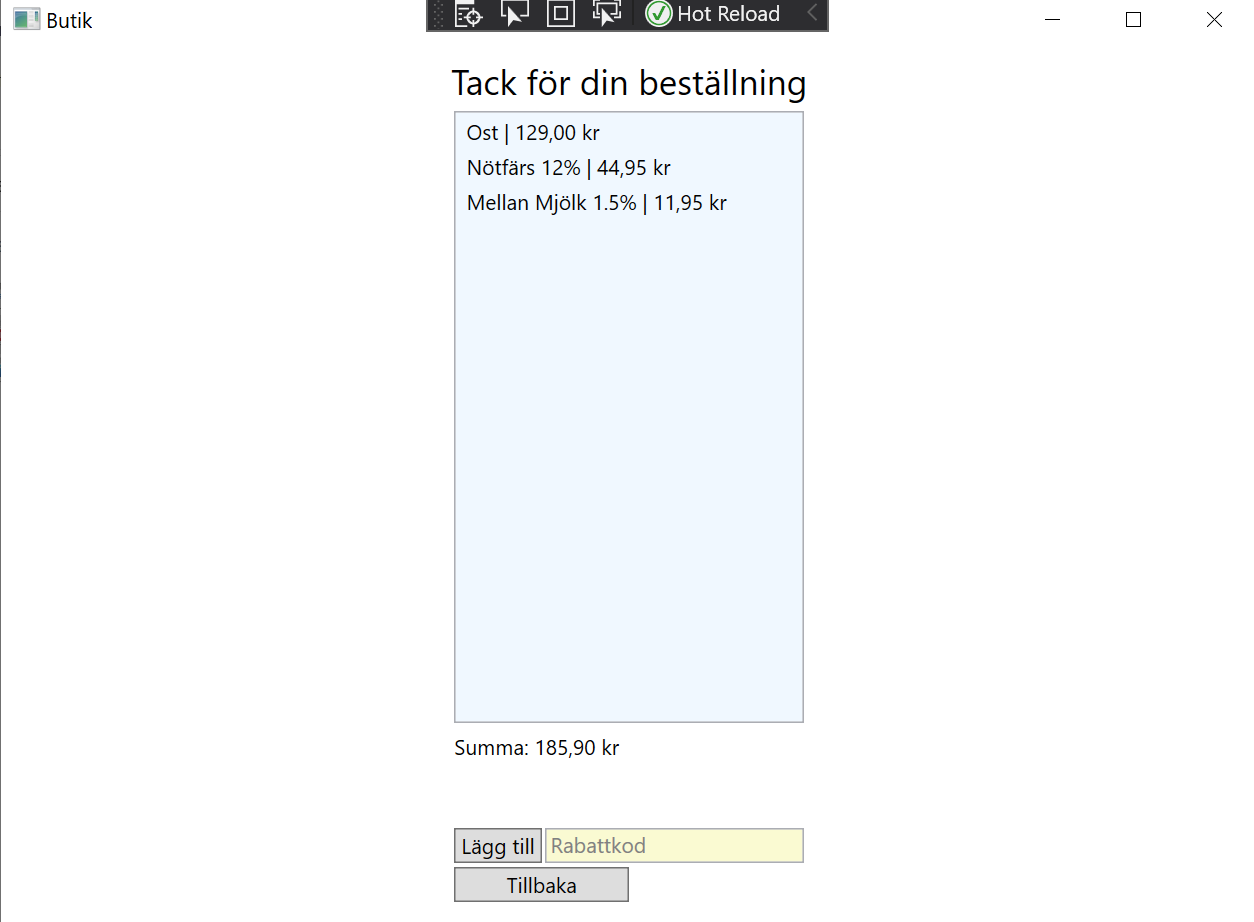 Butik
Hot Reload
Tack för din beställning
Ost | 129,00 kr
Nötfärs 12% | 44,95 kr
Mellan Mjölk 1.5% | 11,95 kr
Summa: 185,90 kr
Lägg till Rabattkod
Tillbaka